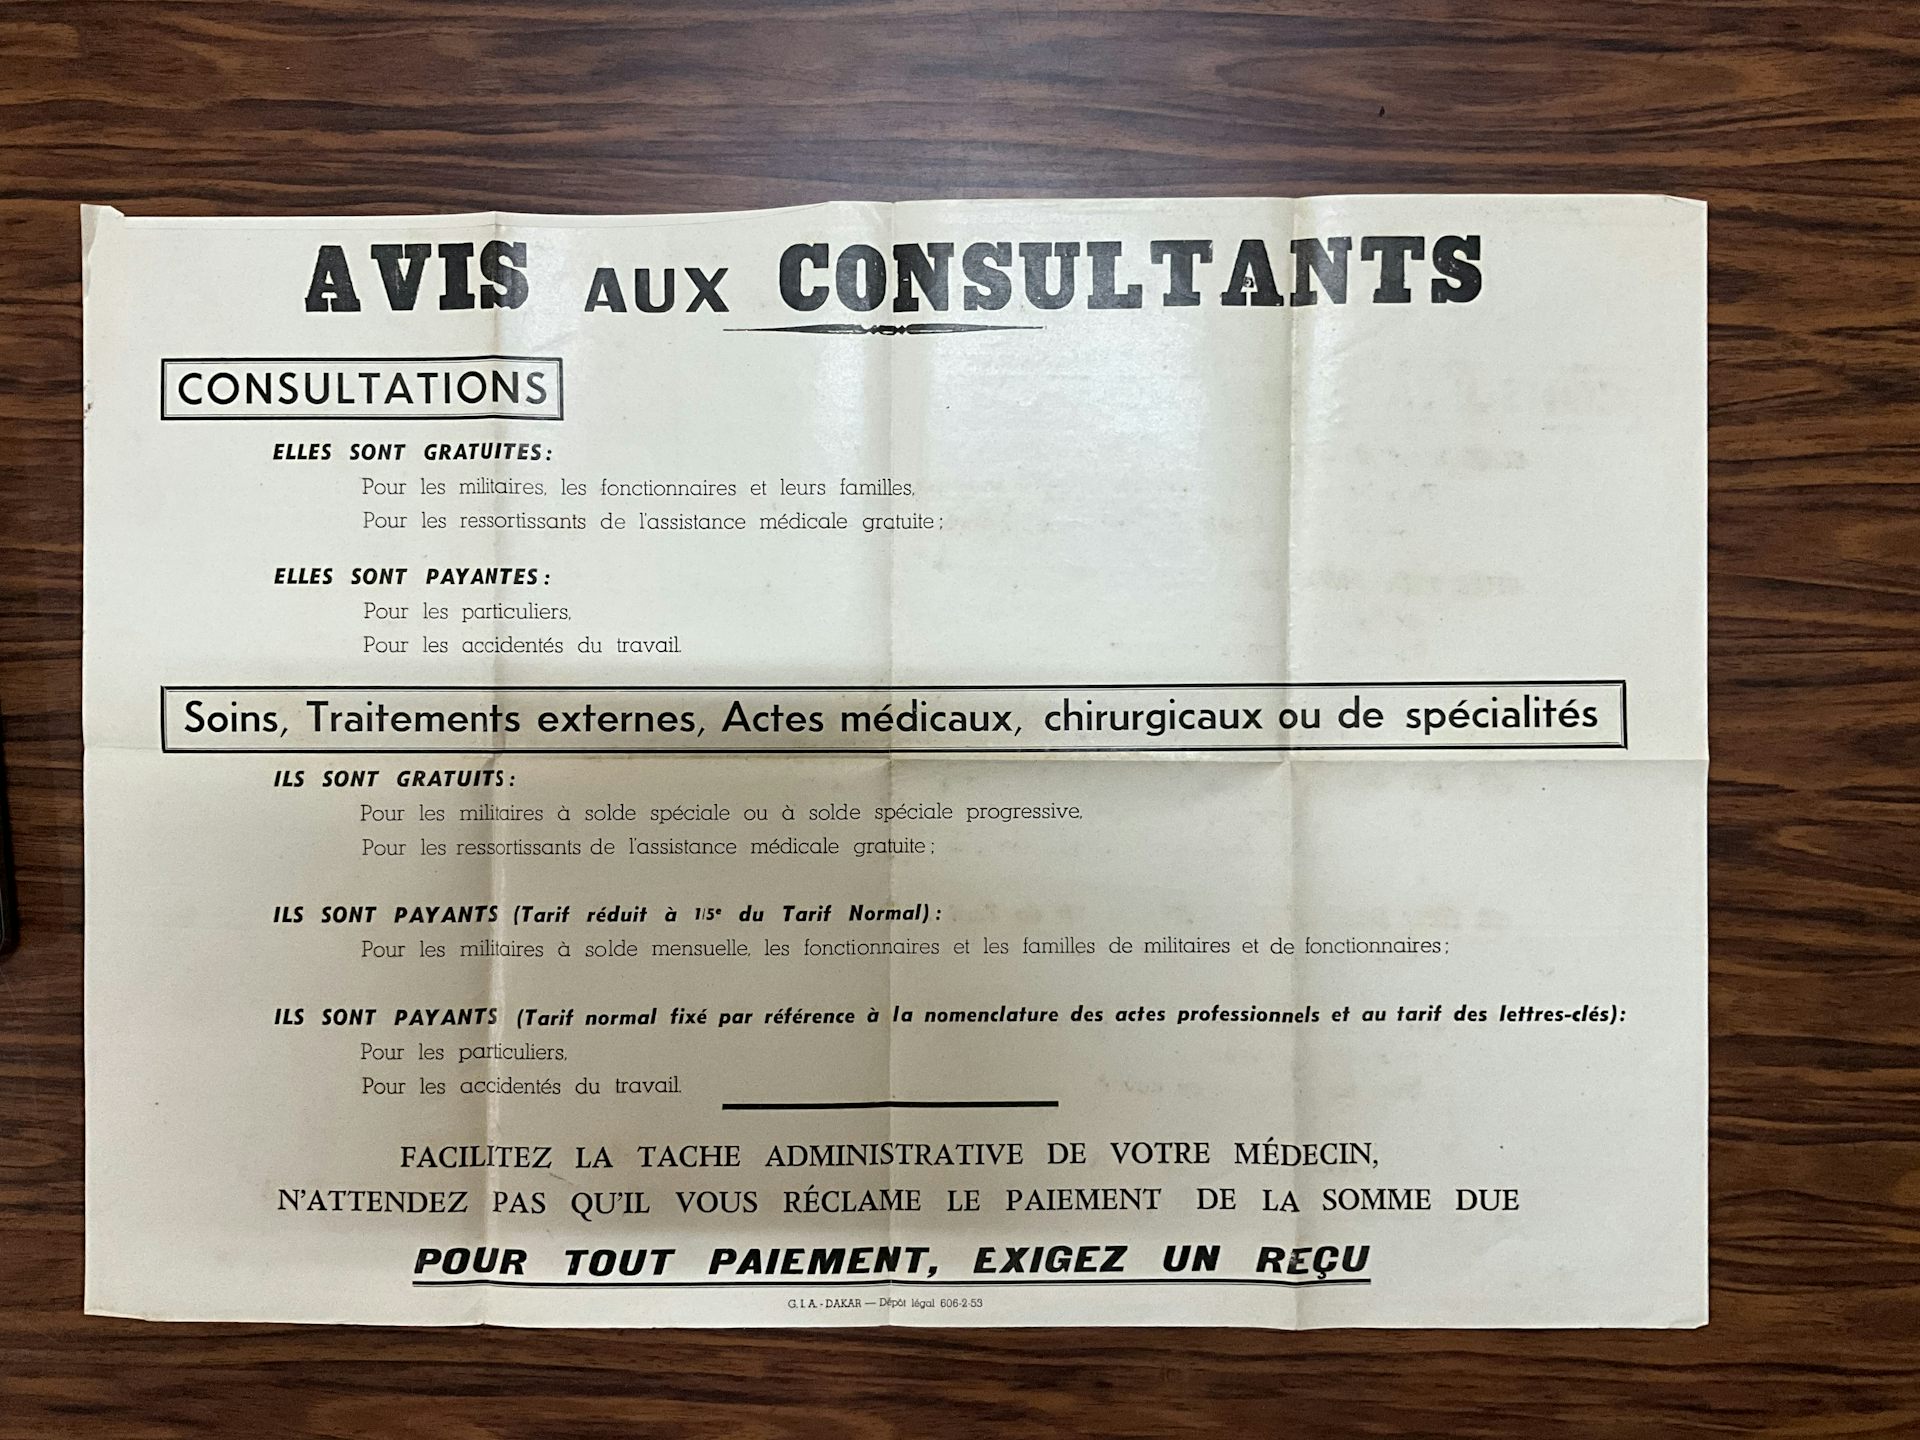 AVIS AUX CONSULTANTS
CONSULTATIONS
ELLES SONT GRATUITES :
Pour les militaires, les fonctionnaires et leurs familles,
Pour les ressortissants de l'assistance médicale gratuite ;
ELLES SONT PAYANTES :
Pour les particuliers,
Pour les accidentés du travail.
Soins, Traitements externes, Actes médicaux, chirurgicaux ou de spécialités
ILS SONT GRATUITS :
Pour les militaires à solde spéciale ou à solde spéciale progressive,
Pour les ressortissants de l'assistance médicale gratuite ;
ILS SONT PAYANTS (Tarif réduit à 1/5e du Tarif Normal) :
Pour les militaires à solde mensuelle, les fonctionnaires et les familles de militaires et de fonctionnaires ;
ILS SONT PAYANTS (Tarif normal fixé par référence à la nomenclature des actes professionnels et au tarif des lettres-clés) :
Pour les particuliers,
Pour les accidentés du travail.
FACILITEZ LA TACHE ADMINISTRATIVE DE VOTRE MÉDECIN,
N'ATTENDEZ PAS QU'IL VOUS RÉCLAME LE PAIEMENT DE LA SOMME DUE
POUR TOUT PAIEMENT, EXIGEZ UN REÇU
G.I.A. - DAKAR — Dépôt légal 606-2-53